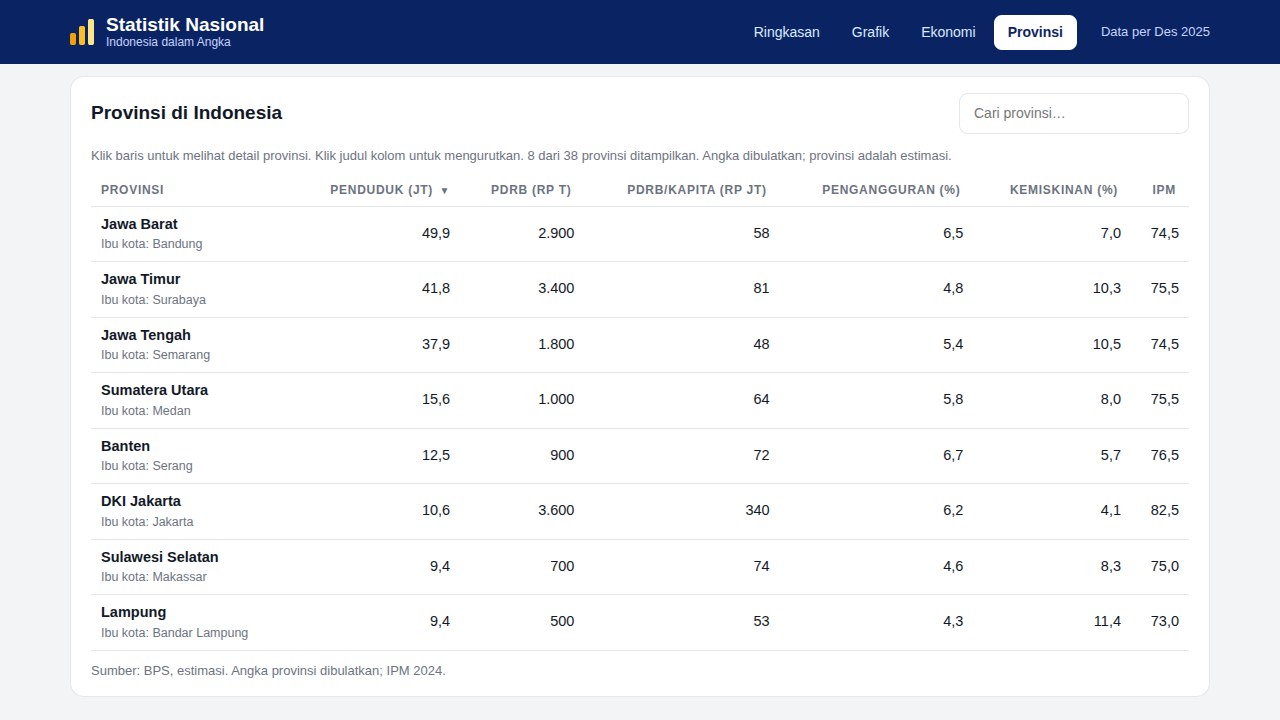 Statistik Nasional
Indonesia dalam Angka
Ringkasan Grafik Ekonomi Provinsi Data per Des 2025
Provinsi di Indonesia
Cari provinsi…
Klik baris untuk melihat detail provinsi. Klik judul kolom untuk mengurutkan. 8 dari 38 provinsi ditampilkan. Angka dibulatkan; provinsi adalah estimasi.
PROVINSI PENDUDUK (JT) ▼ PDRB (RP T) PDRB/KAPITA (RP JT) PENGANGGURAN (%) KEMISKINAN (%) IPM
Jawa Barat 49,9 2.900 58 6,5 7,0 74,5
Ibu kota: Bandung
Jawa Timur 41,8 3.400 81 4,8 10,3 75,5
Ibu kota: Surabaya
Jawa Tengah 37,9 1.800 48 5,4 10,5 74,5
Ibu kota: Semarang
Sumatera Utara 15,6 1.000 64 5,8 8,0 75,5
Ibu kota: Medan
Banten 12,5 900 72 6,7 5,7 76,5
Ibu kota: Serang
DKI Jakarta 10,6 3.600 340 6,2 4,1 82,5
Ibu kota: Jakarta
Sulawesi Selatan 9,4 700 74 4,6 8,3 75,0
Ibu kota: Makassar
Lampung 9,4 500 53 4,3 11,4 73,0
Ibu kota: Bandar Lampung
Sumber: BPS, estimasi. Angka provinsi dibulatkan; IPM 2024.